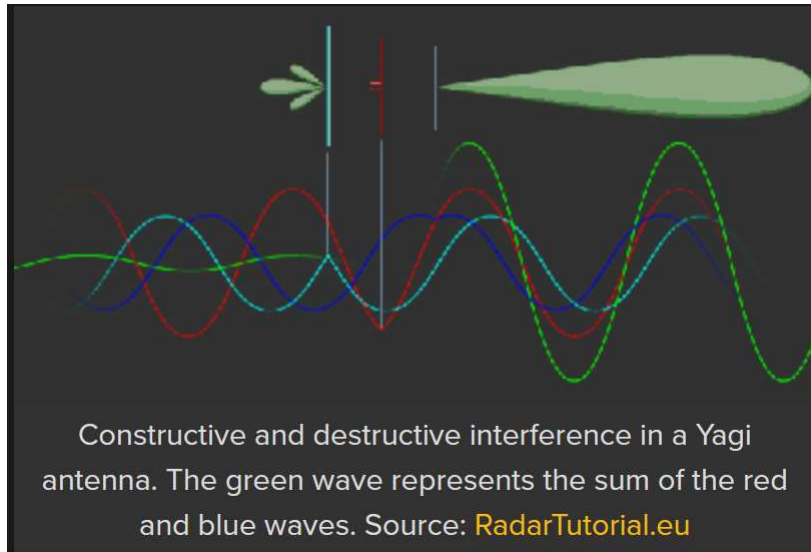 Constructive and destructive interference in a Yagi
antenna. The green wave represents the sum of the red
and blue waves. Source: RadarTutorial.eu